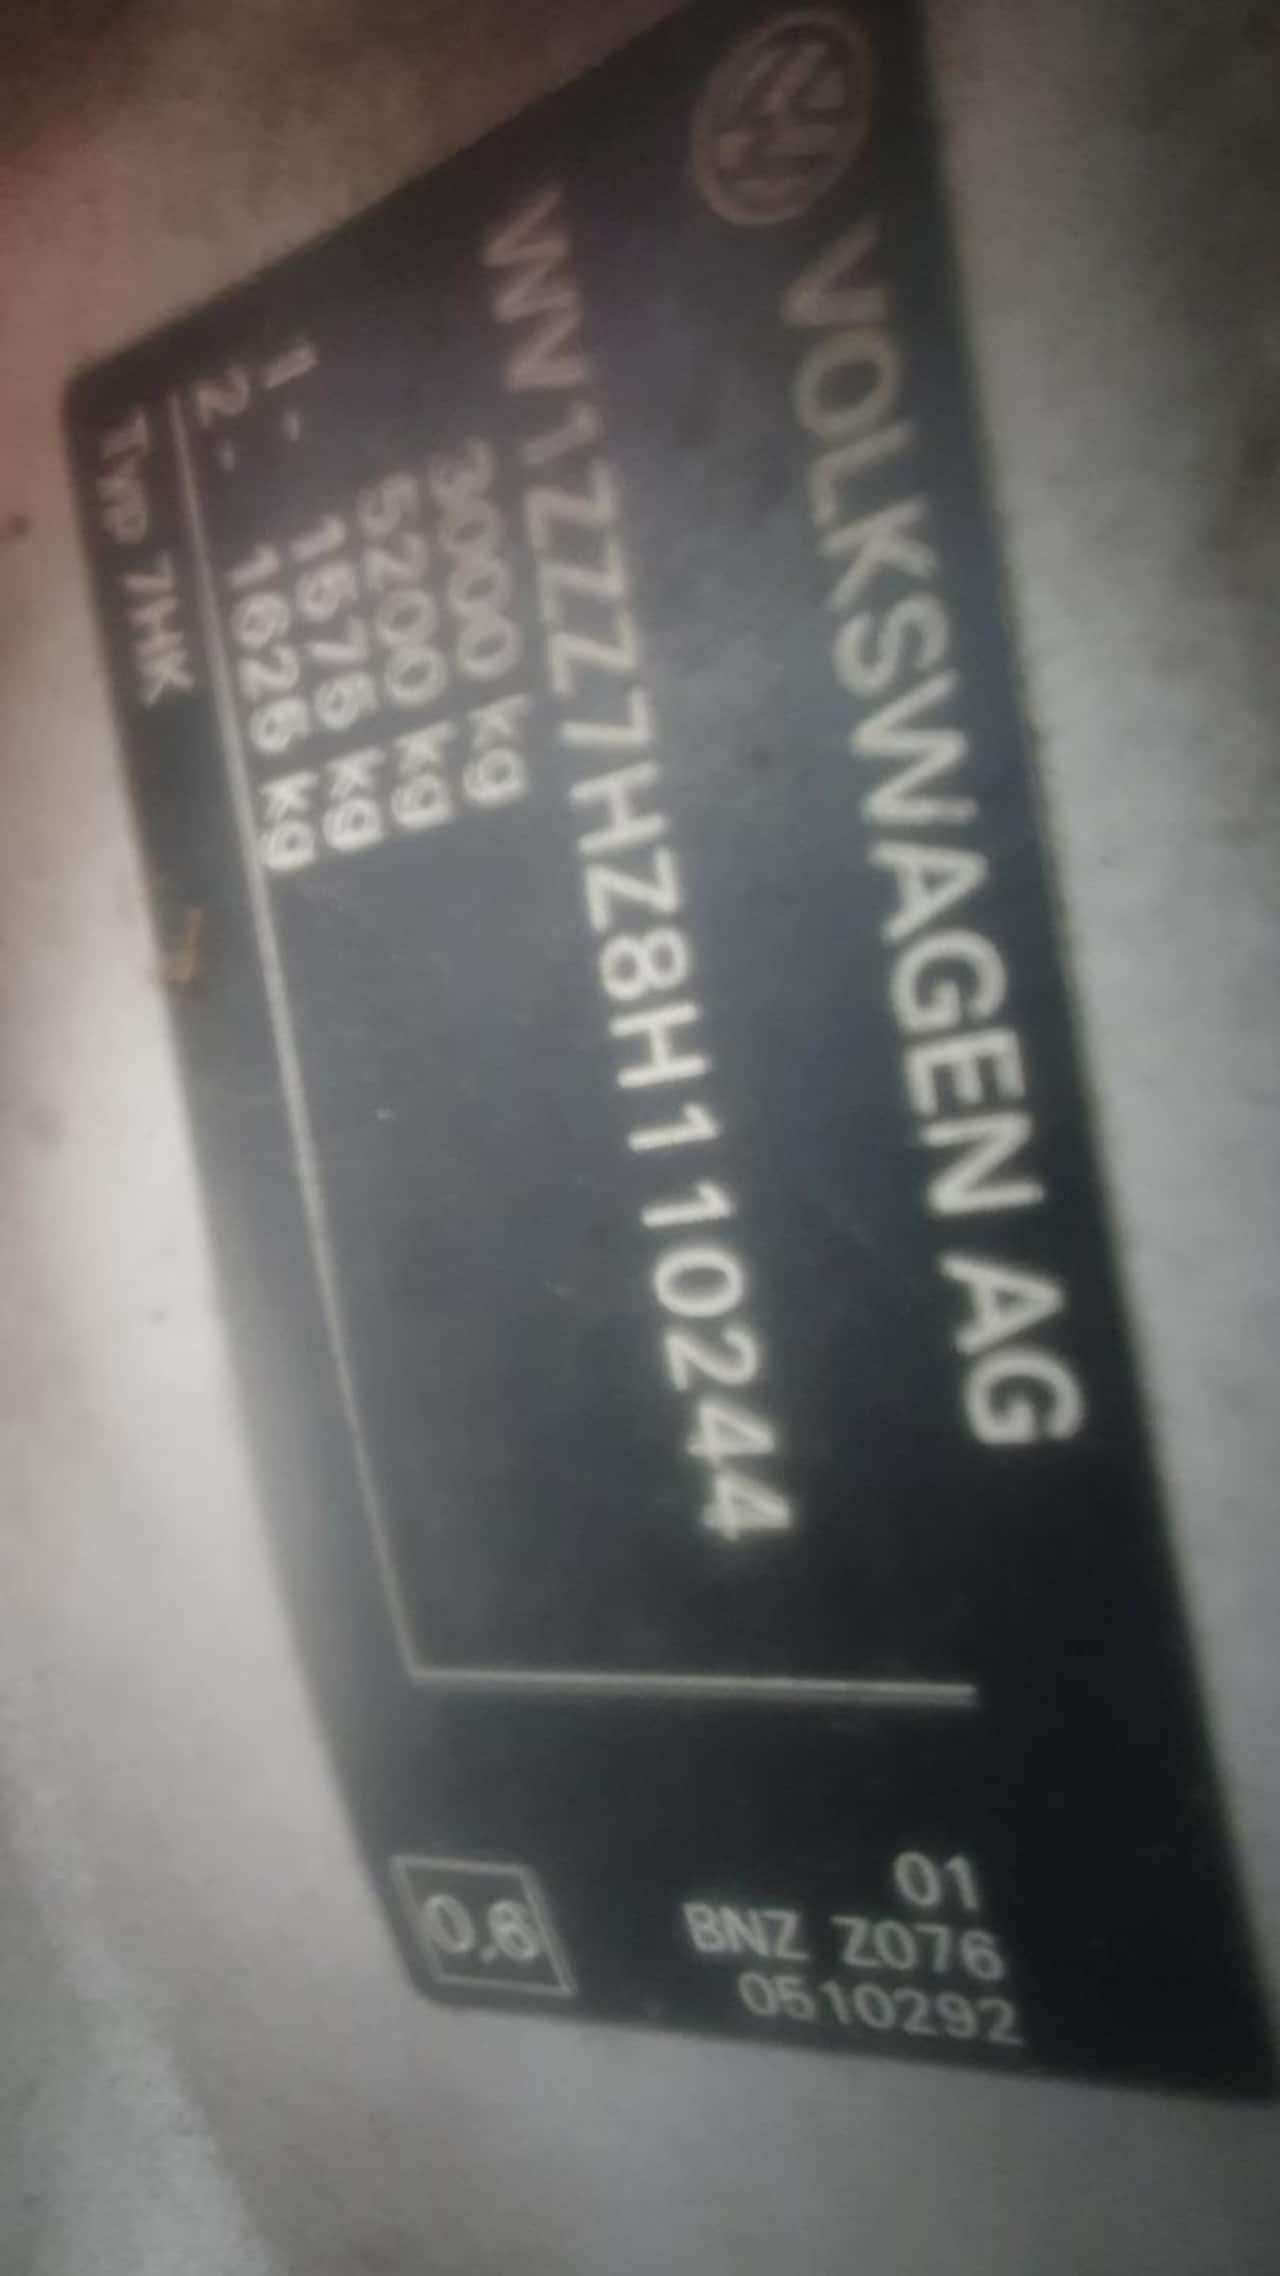 VOLKSWAGEN AG
WV1ZZZ7HZ8H110244
3000 kg
5200 kg
1- 1575 kg
2- 1625 kg
Typ 7HK
01
BNZ Z076
0510292
0,6